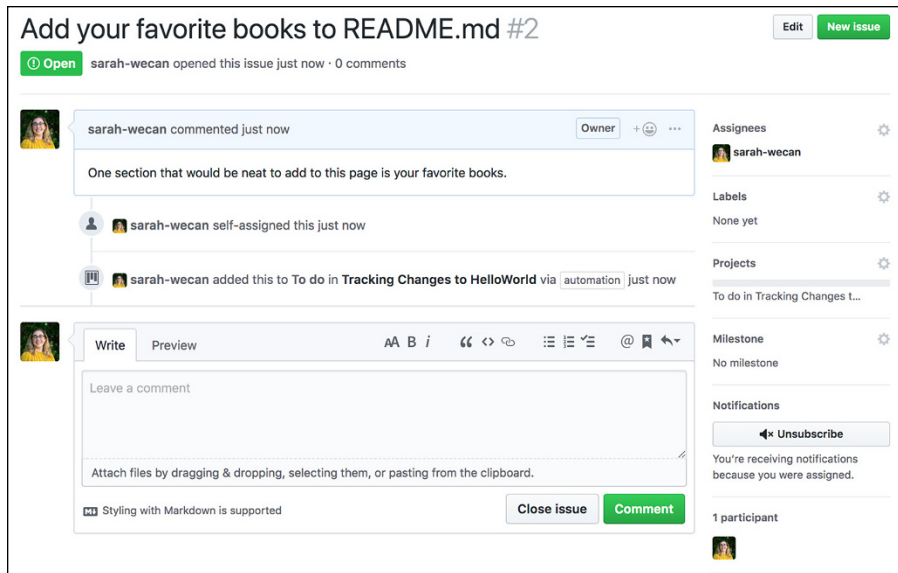 Add your favorite books to README.md #2
Edit
New issue
Open
sarah-wecan opened this issue just now · 0 comments
sarah-wecan commented just now
Owner
One section that would be neat to add to this page is your favorite books.
sarah-wecan self-assigned this just now
sarah-wecan added this to To do in Tracking Changes to HelloWorld via automation just now
Write
Preview
AA B i
Leave a comment
Attach files by dragging & dropping, selecting them, or pasting from the clipboard.
Styling with Markdown is supported
Close issue
Comment
Assignees
sarah-wecan
Labels
None yet
Projects
To do in Tracking Changes t...
Milestone
No milestone
Notifications
Unsubscribe
You're receiving notifications
because you were assigned.
1 participant